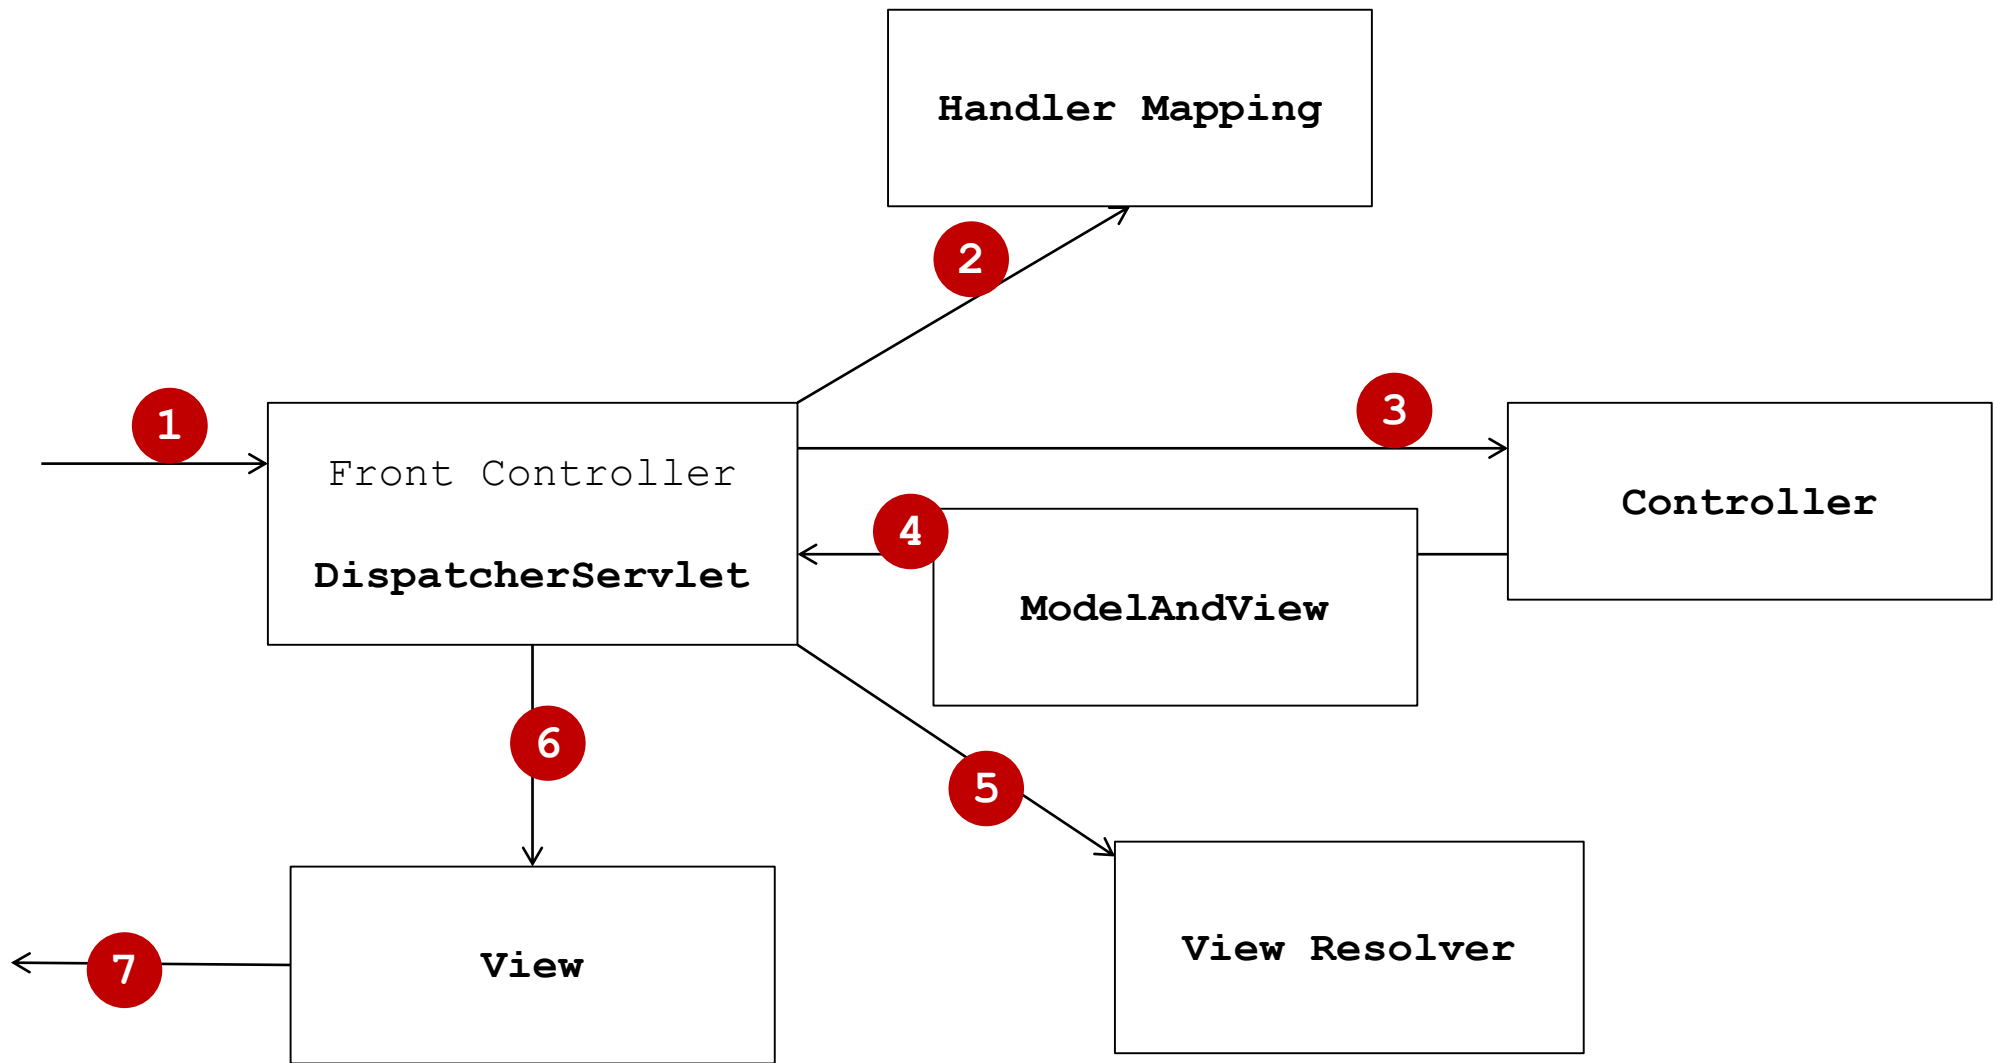 Handler Mapping
2
1
3
Front Controller
DispatcherServlet
Controller
4
ModelAndView
6
5
View
7
View Resolver